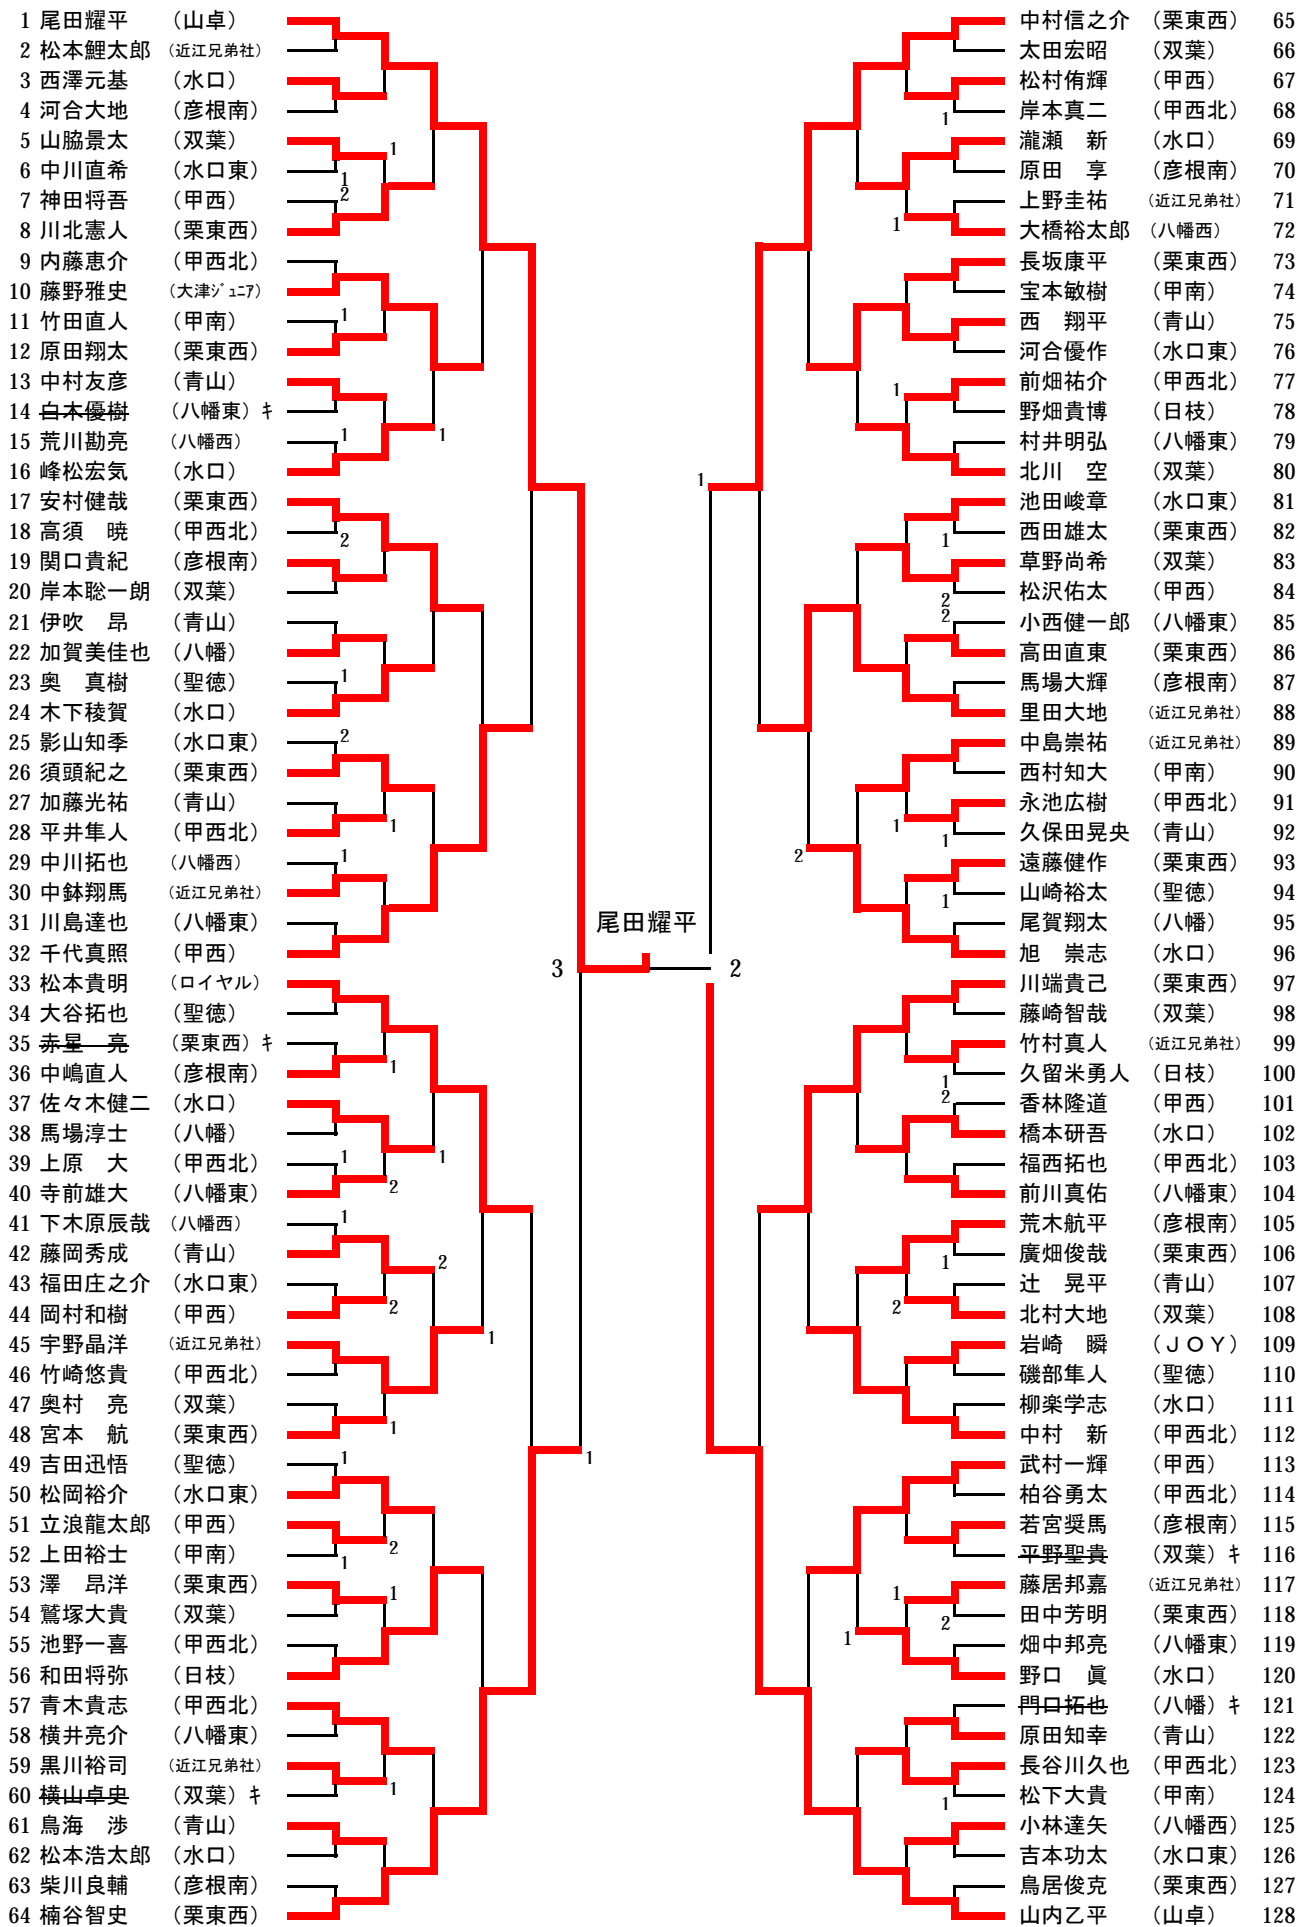 1 尾田耀平 （山卓）
2 松本鯉太郎 （近江兄弟社）
3 西澤元基 （水口）
4 河合大地 （彦根南）
5 山脇景太 （双葉） 1
6 中川直希 （水口東） 1
7 神田将吾 （甲西） 2
8 川北憲人 （栗東西）
9 内藤恵介 （甲西北）
10 藤野雅史 （大津ｼﾞｭﾆｱ）
11 竹田直人 （甲南） 1
12 原田翔太 （栗東西）
13 中村友彦 （青山）
14 白木優樹 （八幡東）ｷ
15 荒川勘亮 （八幡西） 1 1
16 峰松宏気 （水口）
17 安村健哉 （栗東西）
18 高須　暁 （甲西北） 2
19 関口貴紀 （彦根南）
20 岸本聡一朗 （双葉）
21 伊吹　昂 （青山）
22 加賀美佳也 （八幡）
23 奥　真樹 （聖徳） 1
24 木下稜賀 （水口）
25 影山知季 （水口東） 2
26 須頭紀之 （栗東西）
27 加藤光祐 （青山）
28 平井隼人 （甲西北） 1
29 中川拓也 （八幡西） 1
30 中鉢翔馬 （近江兄弟社）
31 川島達也 （八幡東）
32 千代真照 （甲西）
33 松本貴明 （ロイヤル）
34 大谷拓也 （聖徳）
35 赤星　亮 （栗東西）ｷ
36 中嶋直人 （彦根南） 1
37 佐々木健二 （水口）
38 馬場淳士 （八幡）
39 上原　大 （甲西北） 1 1
40 寺前雄大 （八幡東） 2
41 下木原辰哉 （八幡西） 1
42 藤岡秀成 （青山） 2
43 福田庄之介 （水口東）
44 岡村和樹 （甲西） 2
45 宇野晶洋 （近江兄弟社） 1
46 竹崎悠貴 （甲西北）
47 奥村　亮 （双葉）
48 宮本　航 （栗東西） 1
49 吉田迅悟 （聖徳） 1 1
50 松岡裕介 （水口東）
51 立浪龍太郎 （甲西）
52 上田裕士 （甲南） 1 2
53 澤　昂洋 （栗東西） 1
54 鷲塚大貴 （双葉）
55 池野一喜 （甲西北）
56 和田将弥 （日枝）
57 青木貴志 （甲西北）
58 横井亮介 （八幡東）
59 黒川裕司 （近江兄弟社）
60 横山卓史 （双葉）ｷ 1
61 鳥海　渉 （青山）
62 松本浩太郎 （水口）
63 柴川良輔 （彦根南）
64 楠谷智史 （栗東西）
尾田耀平
3 2
中村信之介 （栗東西） 65
太田宏昭 （双葉） 66
松村侑輝 （甲西） 67
1 岸本真二 （甲西北） 68
瀧瀬　新 （水口） 69
原田　享 （彦根南） 70
上野圭祐 （近江兄弟社） 71
1 大橋裕太郎 （八幡西） 72
長坂康平 （栗東西） 73
宝本敏樹 （甲南） 74
西　翔平 （青山） 75
河合優作 （水口東） 76
1 前畑祐介 （甲西北） 77
野畑貴博 （日枝） 78
村井明弘 （八幡東） 79
1 北川　空 （双葉） 80
池田峻章 （水口東） 81
1 西田雄太 （栗東西） 82
草野尚希 （双葉） 83
2 松沢佑太 （甲西） 84
2 小西健一郎 （八幡東） 85
高田直東 （栗東西） 86
馬場大輝 （彦根南） 87
里田大地 （近江兄弟社） 88
中島崇祐 （近江兄弟社） 89
西村知大 （甲南） 90
永池広樹 （甲西北） 91
1 1 久保田晃央 （青山） 92
2 遠藤健作 （栗東西） 93
1 山崎裕太 （聖徳） 94
尾賀翔太 （八幡） 95
旭　崇志 （水口） 96
川端貴己 （栗東西） 97
藤崎智哉 （双葉） 98
竹村真人 （近江兄弟社） 99
1 久留米勇人 （日枝） 100
2 香林隆道 （甲西） 101
橋本研吾 （水口） 102
福西拓也 （甲西北） 103
前川真佑 （八幡東） 104
荒木航平 （彦根南） 105
1 廣畑俊哉 （栗東西） 106
辻　晃平 （青山） 107
2 北村大地 （双葉） 108
岩崎　瞬 （ＪＯＹ） 109
磯部隼人 （聖徳） 110
柳楽学志 （水口） 111
中村　新 （甲西北） 112
武村一輝 （甲西） 113
柏谷勇太 （甲西北） 114
若宮奨馬 （彦根南） 115
平野聖貴 （双葉）ｷ 116
1 藤居邦嘉 （近江兄弟社） 117
2 田中芳明 （栗東西） 118
1 畑中邦亮 （八幡東） 119
野口　眞 （水口） 120
門口拓也 （八幡）ｷ 121
原田知幸 （青山） 122
長谷川久也 （甲西北） 123
1 松下大貴 （甲南） 124
小林達矢 （八幡西） 125
吉本功太 （水口東） 126
鳥居俊克 （栗東西） 127
山内乙平 （山卓） 128